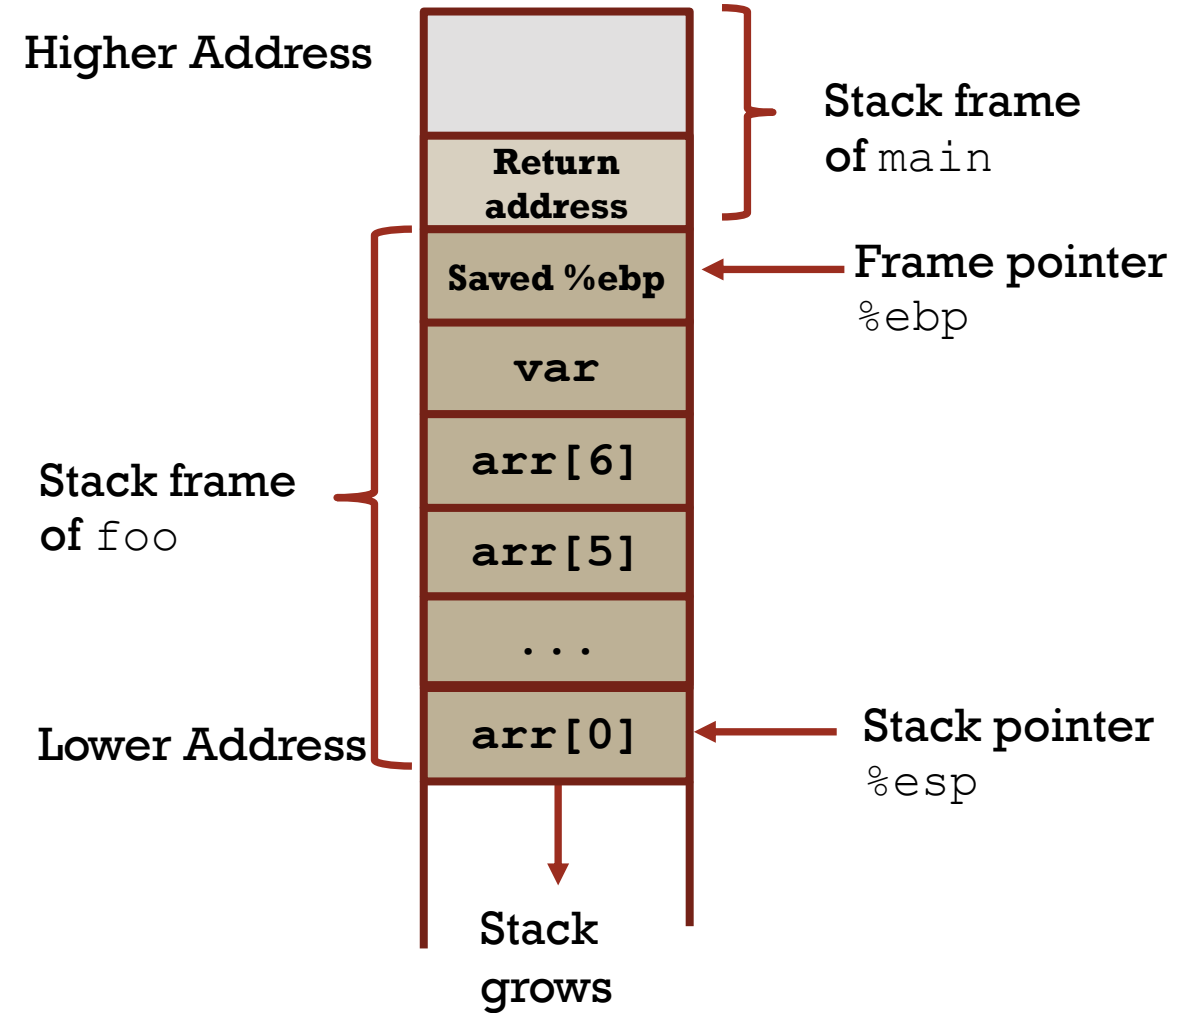 Higher Address
Stack frame
of main
Return
address
Saved %ebp
Frame pointer
%ebp
var
arr[6]
Stack frame
of foo
arr[5]
...
Lower Address
arr[0]
Stack pointer
%esp
Stack
grows